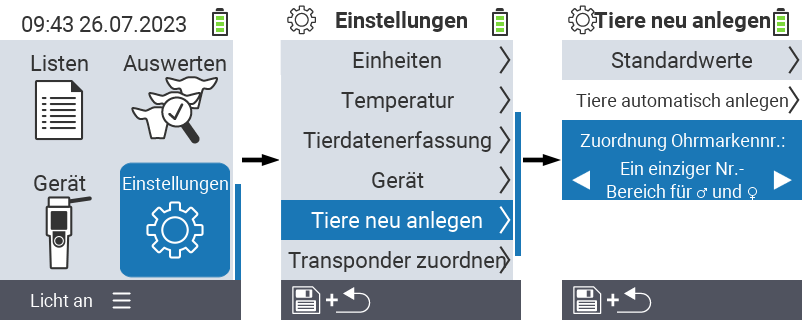 09:43 26.07.2023
Listen
Auswerten
Gerät
Einstellungen
Licht an
Einstellungen
Einheiten
Temperatur
Tierdatenerfassung
Gerät
Tiere neu anlegen
Transponder zuordnen
+
Tiere neu anlegen
Standardwerte
Tiere automatisch anlegen
Zuordnung Ohrmarkennr.:
Ein einziger Nr.-
Bereich für ♂ und ♀
+